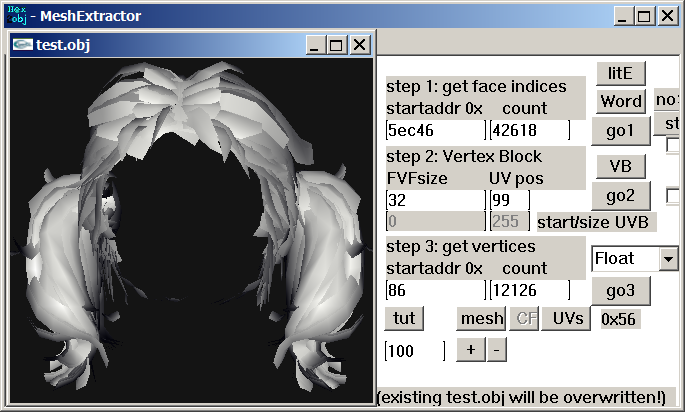 Hex
obj
- MeshExtractor
test.obj
litE
step 1: get face indices
startaddr 0x count
Word
5ec46 42618
go1
step 2: Vertex Block
FVFsize UV pos
VB
32 99
go2
0 255 start/size UVB
step 3: get vertices
startaddr 0x count
Float
86 12126
go3
tut mesh CF UVs 0x56
100 + -
(existing test.obj will be overwritten!)